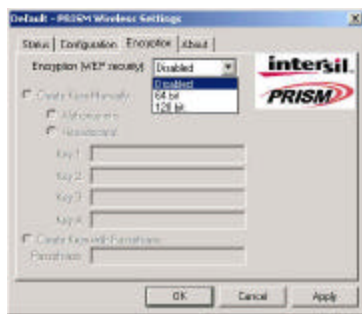 Default - PRISM Wireless Settings
Status Configuration Encryption About
Encryption (WEP security) Disabled
Disabled
64 bit
128 bit
intersil.
PRISM
Create Keys Manually
Alphanumeric
Hexadecimal
Key 1
Key 2
Key 3
Key 4
Create Keys with Passphrase
Passphrase
OK Cancel Apply